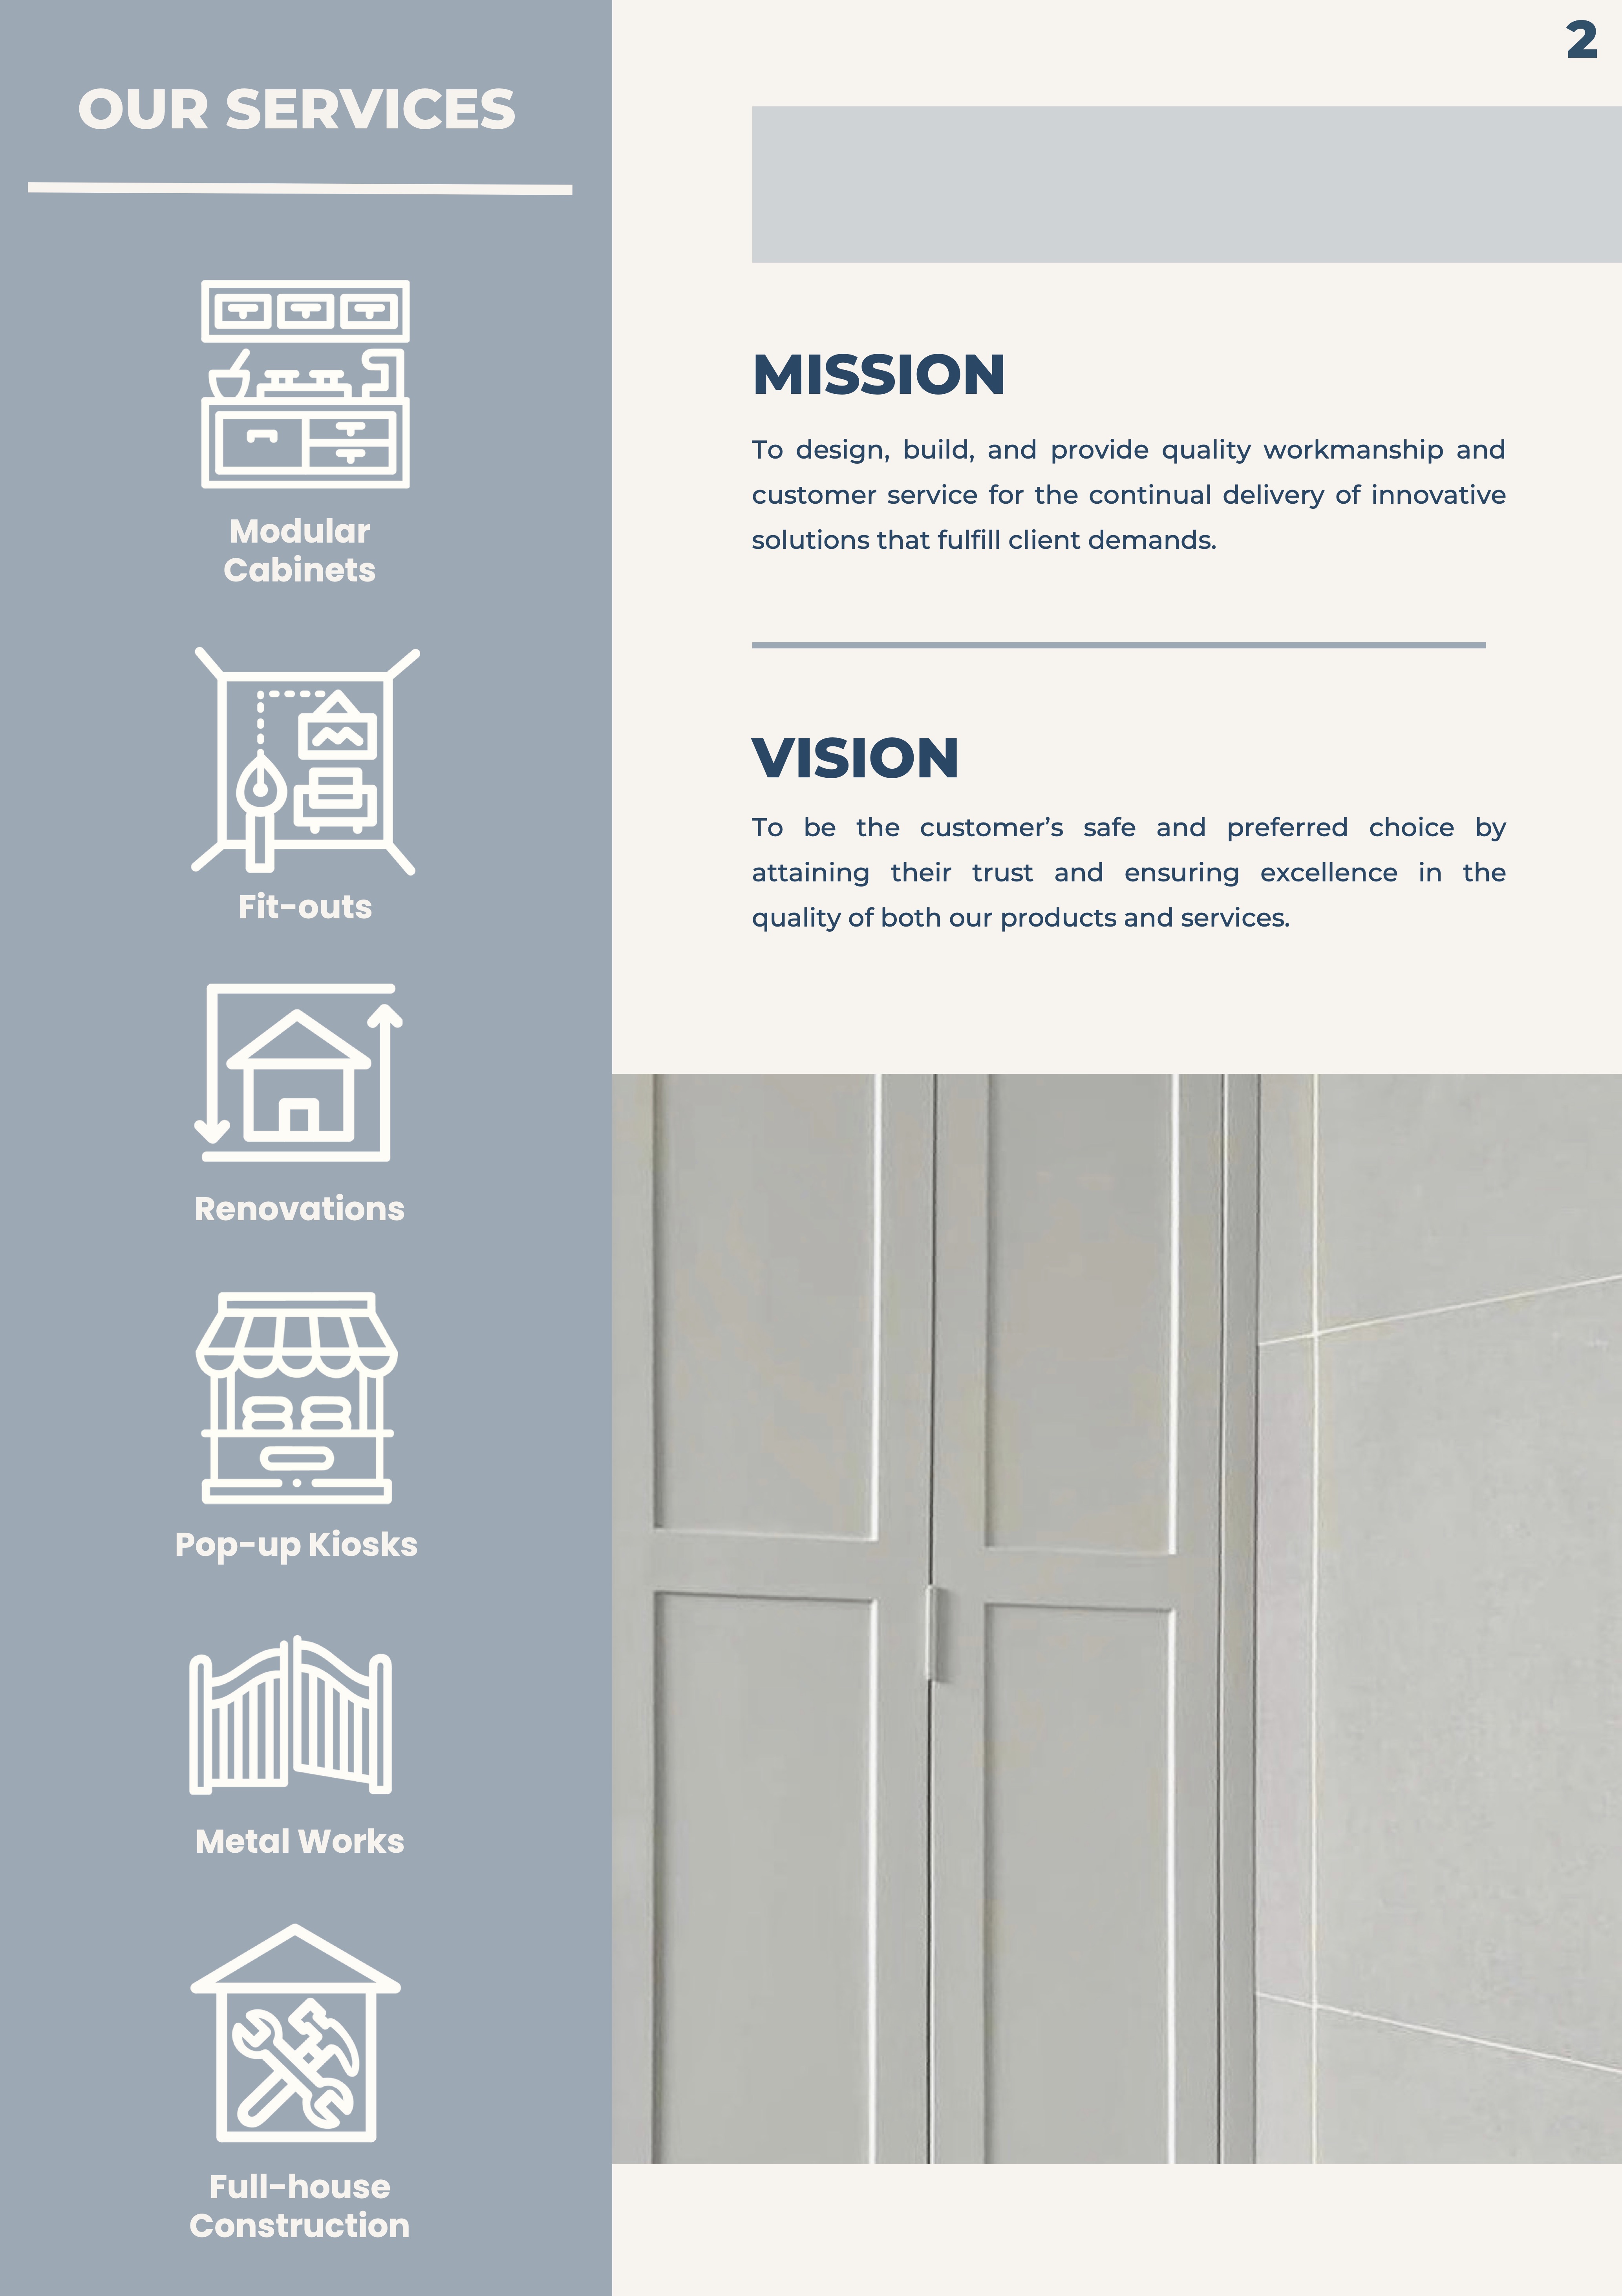 2
OUR SERVICES
Modular
Cabinets
Fit-outs
Renovations
Pop-up Kiosks
Metal Works
Full-house
Construction
MISSION
To design, build, and provide quality workmanship and
customer service for the continual delivery of innovative
solutions that fulfill client demands.
VISION
To be the customer’s safe and preferred choice by
attaining their trust and ensuring excellence in the
quality of both our products and services.